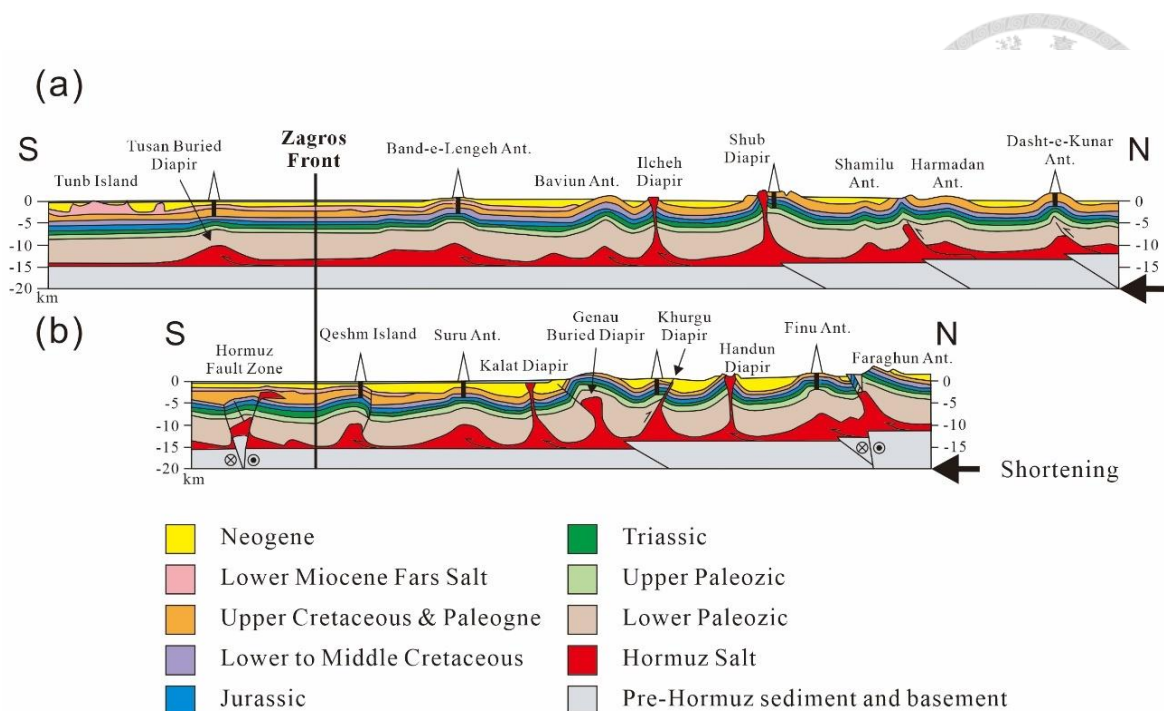 (a)
S
Tusan Buried
Diapir
Tunb Island
Zagros
Front
Band-e-Lengeh Ant.
Baviun Ant.
Ilcheh
Diapir
Shub
Diapir
Shamilu
Ant.
Harmadan
Ant.
Dasht-e-Kunar
Ant.
N
0
-5
-10
-15
-20
km
0
-5
-10
-15
(b)
S
Hormuz
Fault Zone
Qeshm Island
Suru Ant.
Kalat Diapir
Genau
Buried Diapir
Khurgu
Diapir
Handun
Diapir
Finu Ant.
N
Faraghun Ant.
0
-5
-10
-15
-20
km
0
-5
-10
-15
Shortening
Neogene
Lower Miocene Fars Salt
Upper Cretaceous & Paleogne
Lower to Middle Cretaceous
Jurassic
Triassic
Upper Paleozic
Lower Paleozic
Hormuz Salt
Pre-Hormuz sediment and basement